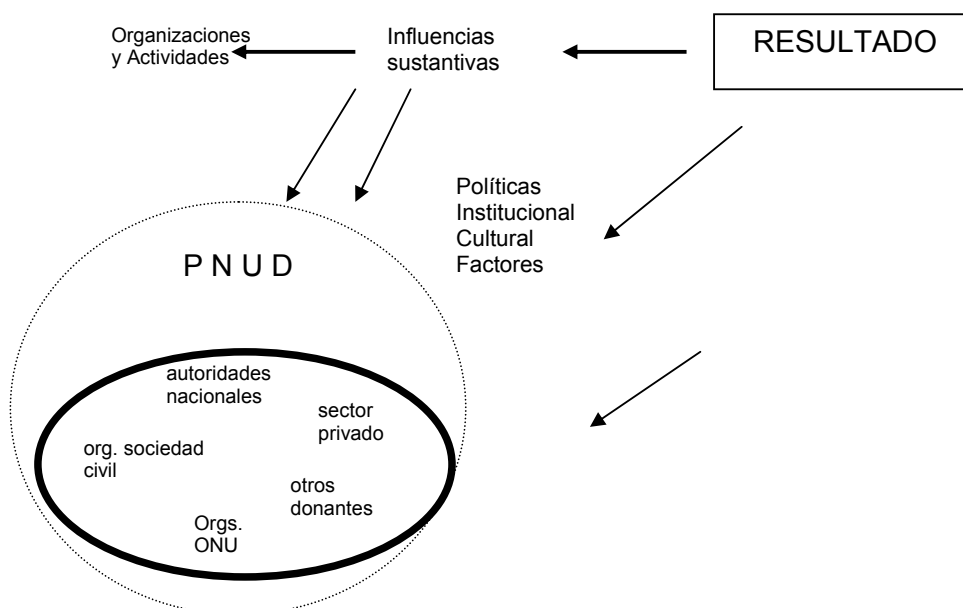 Organizaciones
y Actividades
Influencias
sustantivas
RESULTADO
Políticas
Institucional
Cultural
Factores
P N U D
autoridades
nacionales
sector
privado
org. sociedad
civil
otros
donantes
Orgs.
ONU